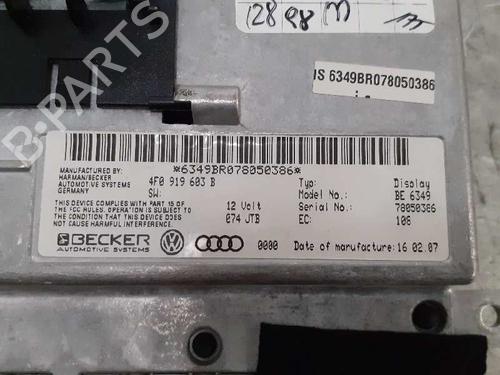 128 98 M
IS 6349BR078050386
*6349BR078050386*
MANUFACTURED BY:
HARMAN/BECKER
AUTOMOTIVE SYSTEMS
GERMANY
4F0 919 603 B
SW:
Typ: Display
Model No.: BE 6349
THIS DEVICE COMPLIES WITH PART 15 OF
THE FCC RULES. OPERATION IS SUBJECT TO
THE CONDITION THAT THIS DEVICE DOES
NOT CAUSE HARMFUL INTERFERENCE.
12 Volt
074 JTB
Serial No.: 78050386
EC: 108
BECKER
AUTOMOTIVE SYSTEMS
0000
Date of manufacture: 16 02.07
B-PARTS